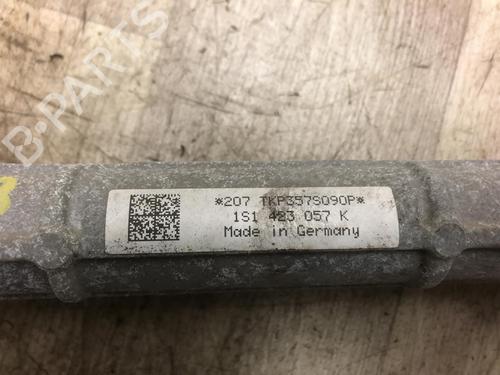 B-PARTS
*207 TKP357S090P*
1S1 423 057 K
Made in Germany